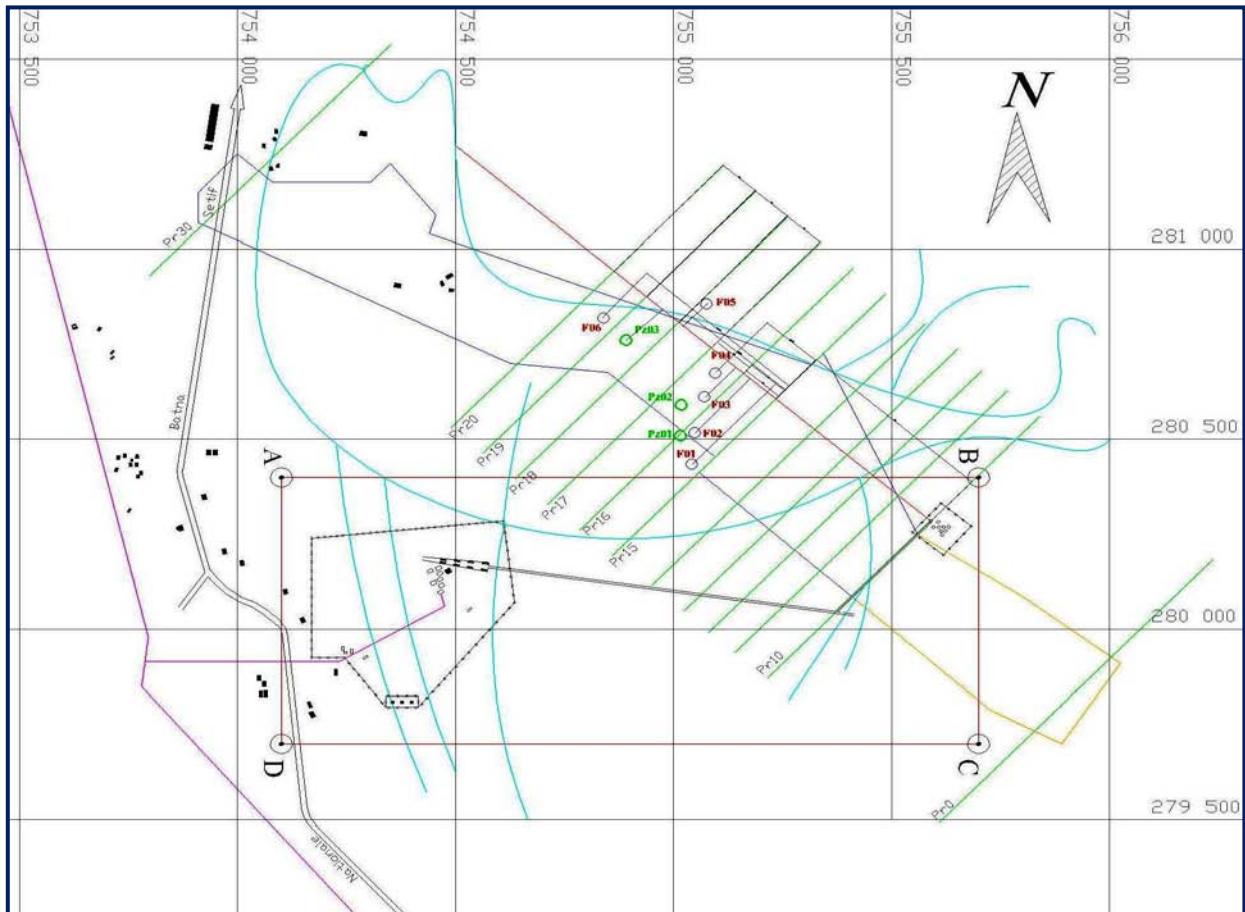 753 500
754 000
754 500
755 000
755 500
756 000
N
Setif
Pr30
281 000
F05
F06
Pz03
F04
Pz02
F03
Batna
Pr20
Pz01
F02
280 500
Pr19
F01
A
B
Pr18
Pr17
Pr16
Pr15
280 000
Pr10
D
C
Pr0
279 500
Nationale